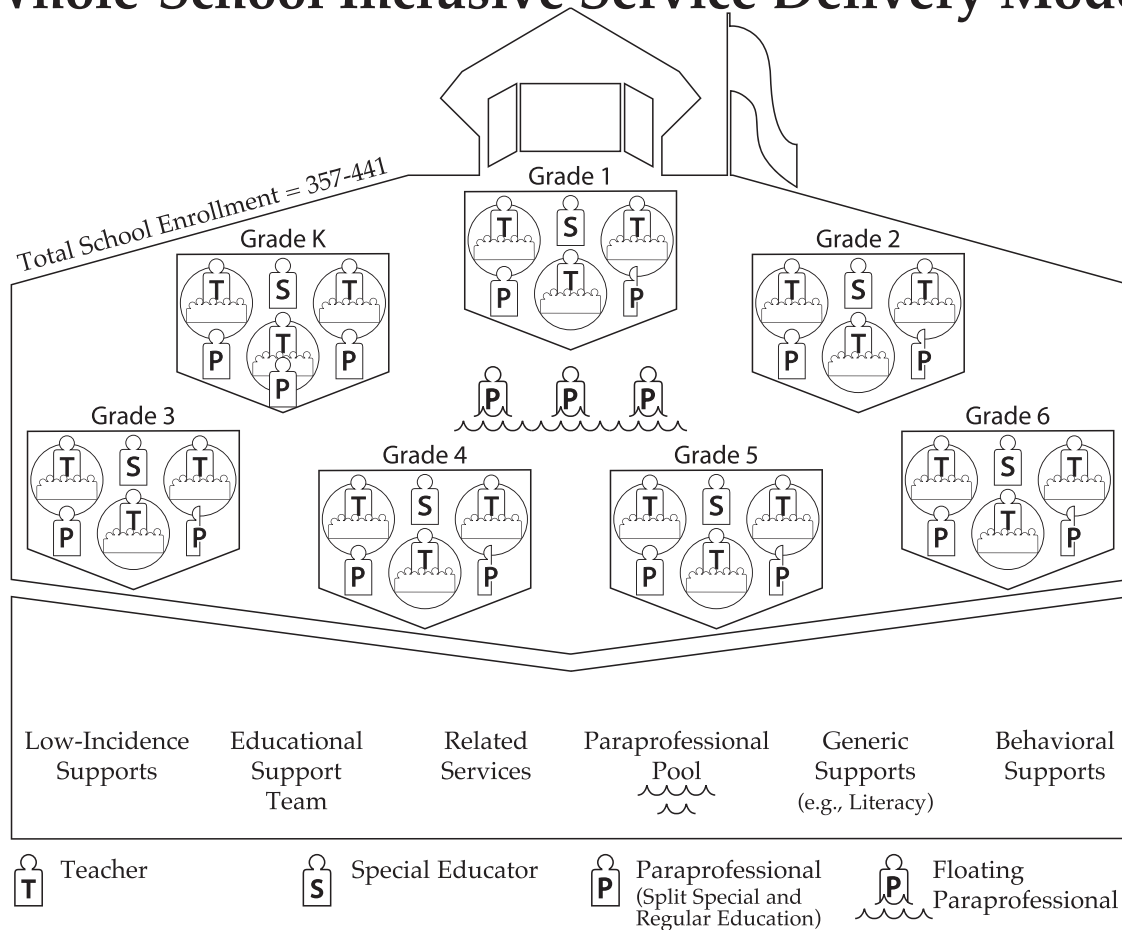 Whole-School Inclusive Service Delivery Model
Grade 1
Total School Enrollment = 357-441
T S T
P T P
Grade K
Grade 2
T S T
P T P
P
T S T
P T P
P P P
Grade 3
Grade 6
Grade 4
Grade 5
T S T
P T P
T S T
P T P
T S T
P T P
T S T
P T P
Low-Incidence
Supports
Educational
Support
Team
Related
Services
Paraprofessional
Pool
Generic
Supports
(e.g., Literacy)
Behavioral
Supports
T Teacher
S Special Educator
P Paraprofessional
(Split Special and
Regular Education)
P Floating
Paraprofessional